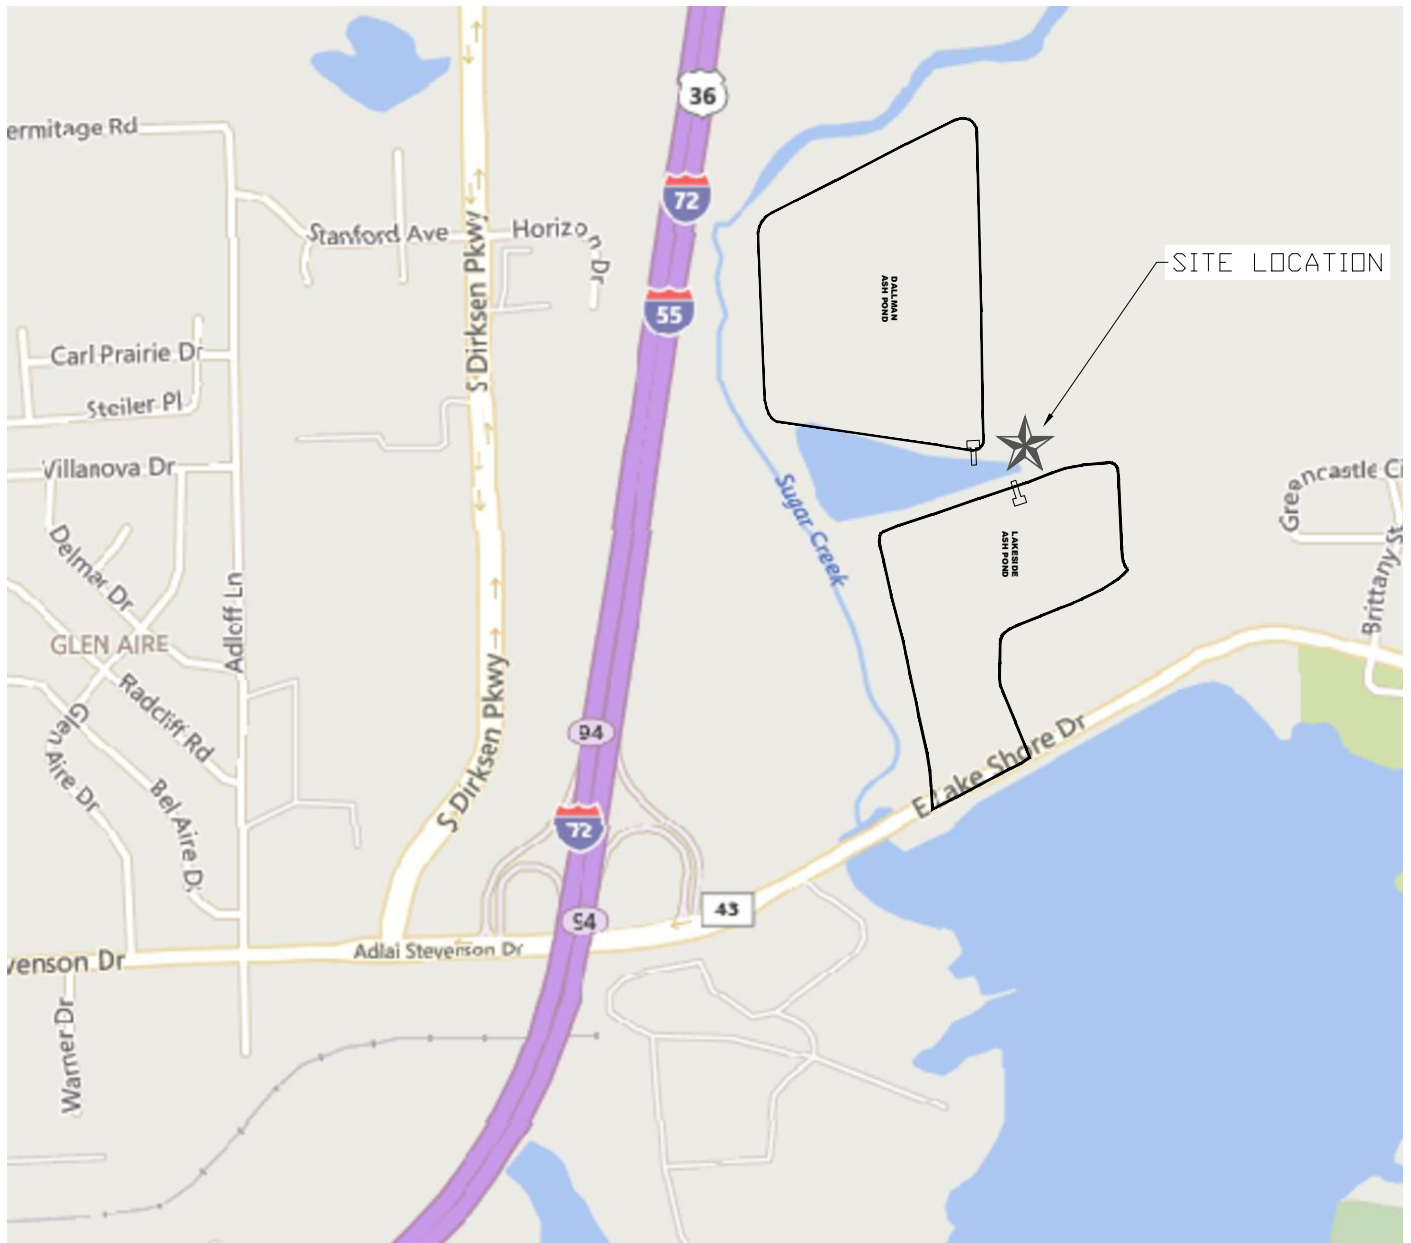 36
ermitage Rd
72
Stanford Ave
Horizon Dr
S Dirksen Pkwy
SITE LOCATION
DALLMAN
ASH POND
55
Carl Prairie Dr
Steiler Pl
Villanova Dr
Greencastle Ci
Sugar Creek
Delmar Dr
LAKESIDE
ASH POND
Brittany St
Adloff Ln
GLEN AIRE
Radcliff Rd
S Dirksen Pkwy
Glen Aire Dr
94
E Lake Shore Dr
Bel Aire D
72
43
94
Adlai Stevenson Dr
venson Dr
Warner Dr